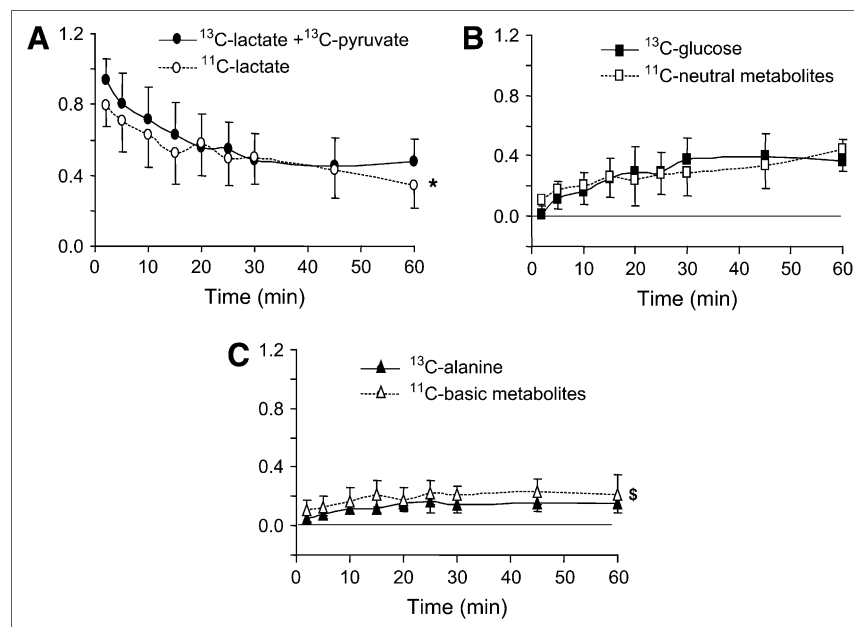 A
1.2
0.8
0.4
0.0
0 10 20 30 40 50 60
Time (min)
¹³C-lactate +¹³C-pyruvate
¹¹C-lactate
*
B
1.2
0.8
0.4
0.0
0 10 20 30 40 50 60
Time (min)
¹³C-glucose
¹¹C-neutral metabolites
C
1.2
0.8
0.4
0.0
0 10 20 30 40 50 60
Time (min)
¹³C-alanine
¹¹C-basic metabolites
$